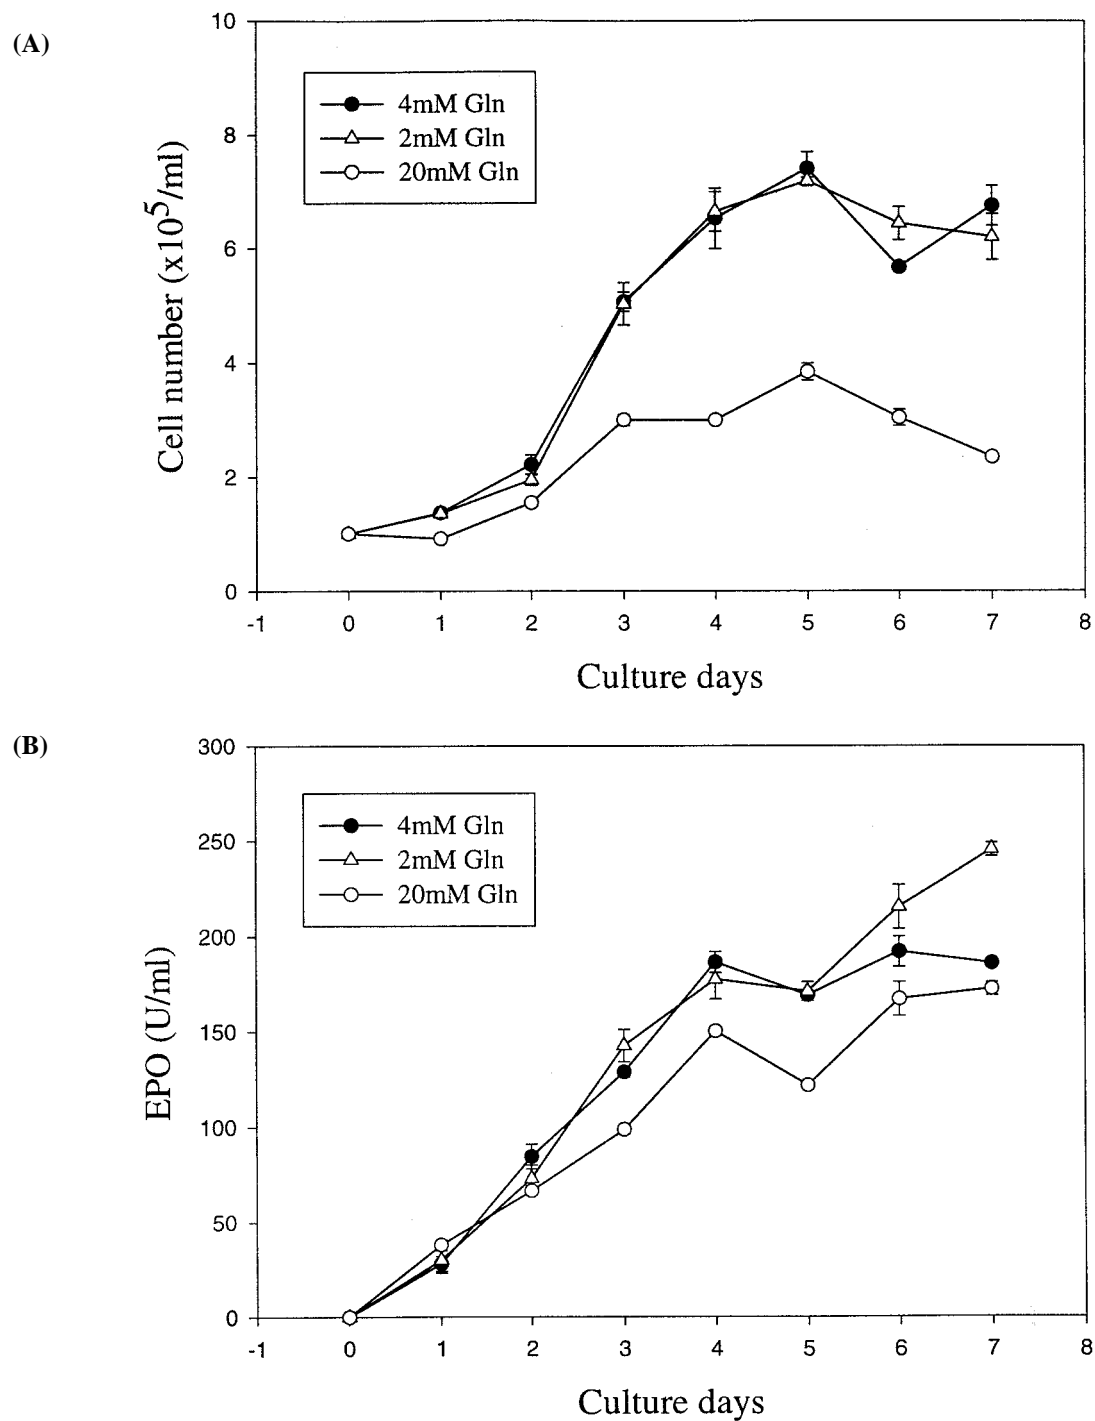 (A)
10
8
6
4
2
0
Cell number (x10⁵/ml)
4mM Gln
2mM Gln
20mM Gln
-1 0 1 2 3 4 5 6 7 8
Culture days
(B)
300
250
200
150
100
50
0
EPO (U/ml)
4mM Gln
2mM Gln
20mM Gln
-1 0 1 2 3 4 5 6 7 8
Culture days